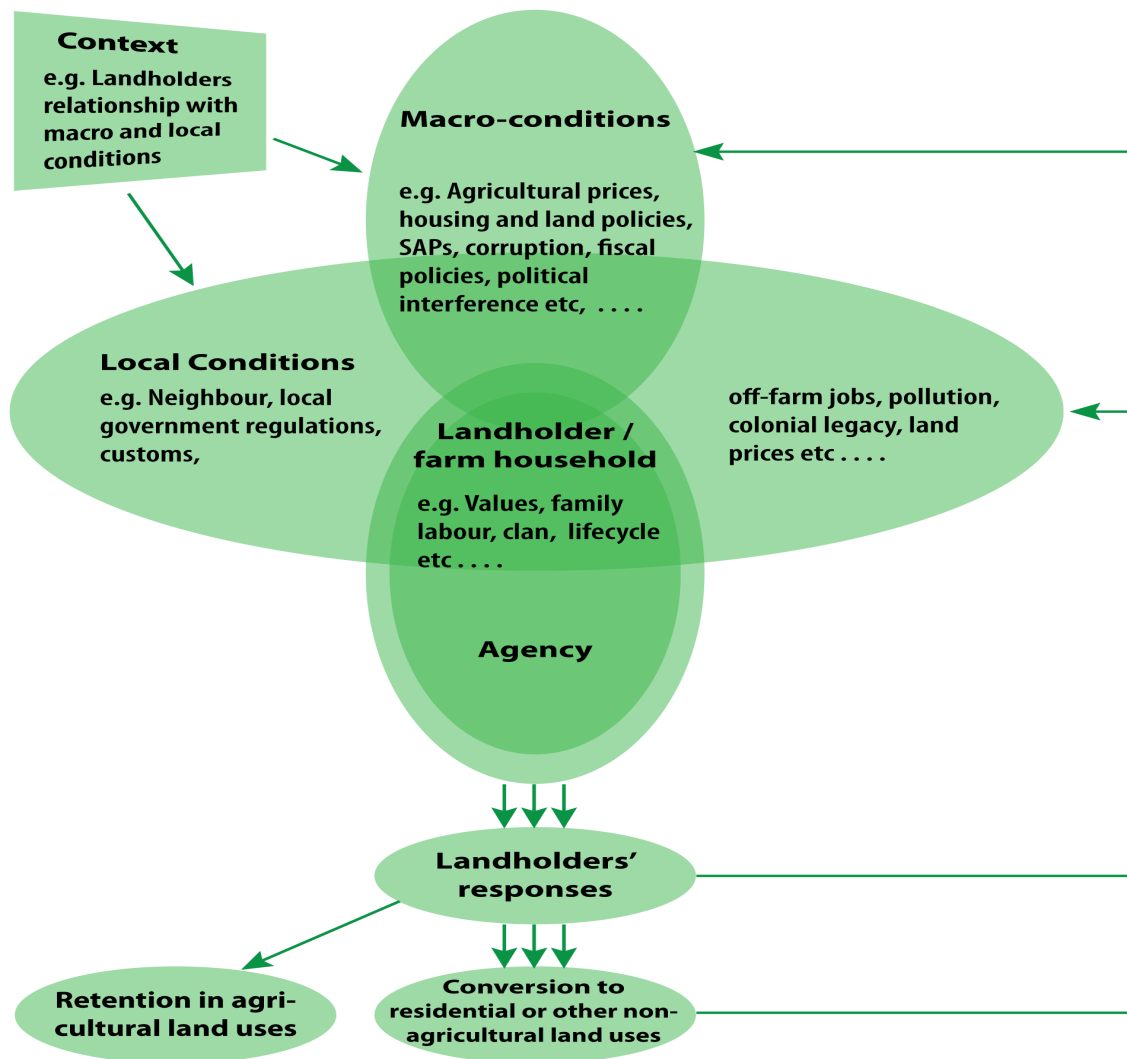 Context
e.g. Landholders
relationship with
macro and local
conditions
Macro-conditions
e.g. Agricultural prices,
housing and land policies,
SAPs, corruption, fiscal
policies, political
interference etc, . . . .
Local Conditions
e.g. Neighbour, local
government regulations,
customs,
off-farm jobs, pollution,
colonial legacy, land
prices etc . . . .
Landholder /
farm household
e.g. Values, family
labour, clan, lifecycle
etc . . . .
Agency
Landholders’
responses
Retention in agri-
cultural land uses
Conversion to
residential or other non-
agricultural land uses